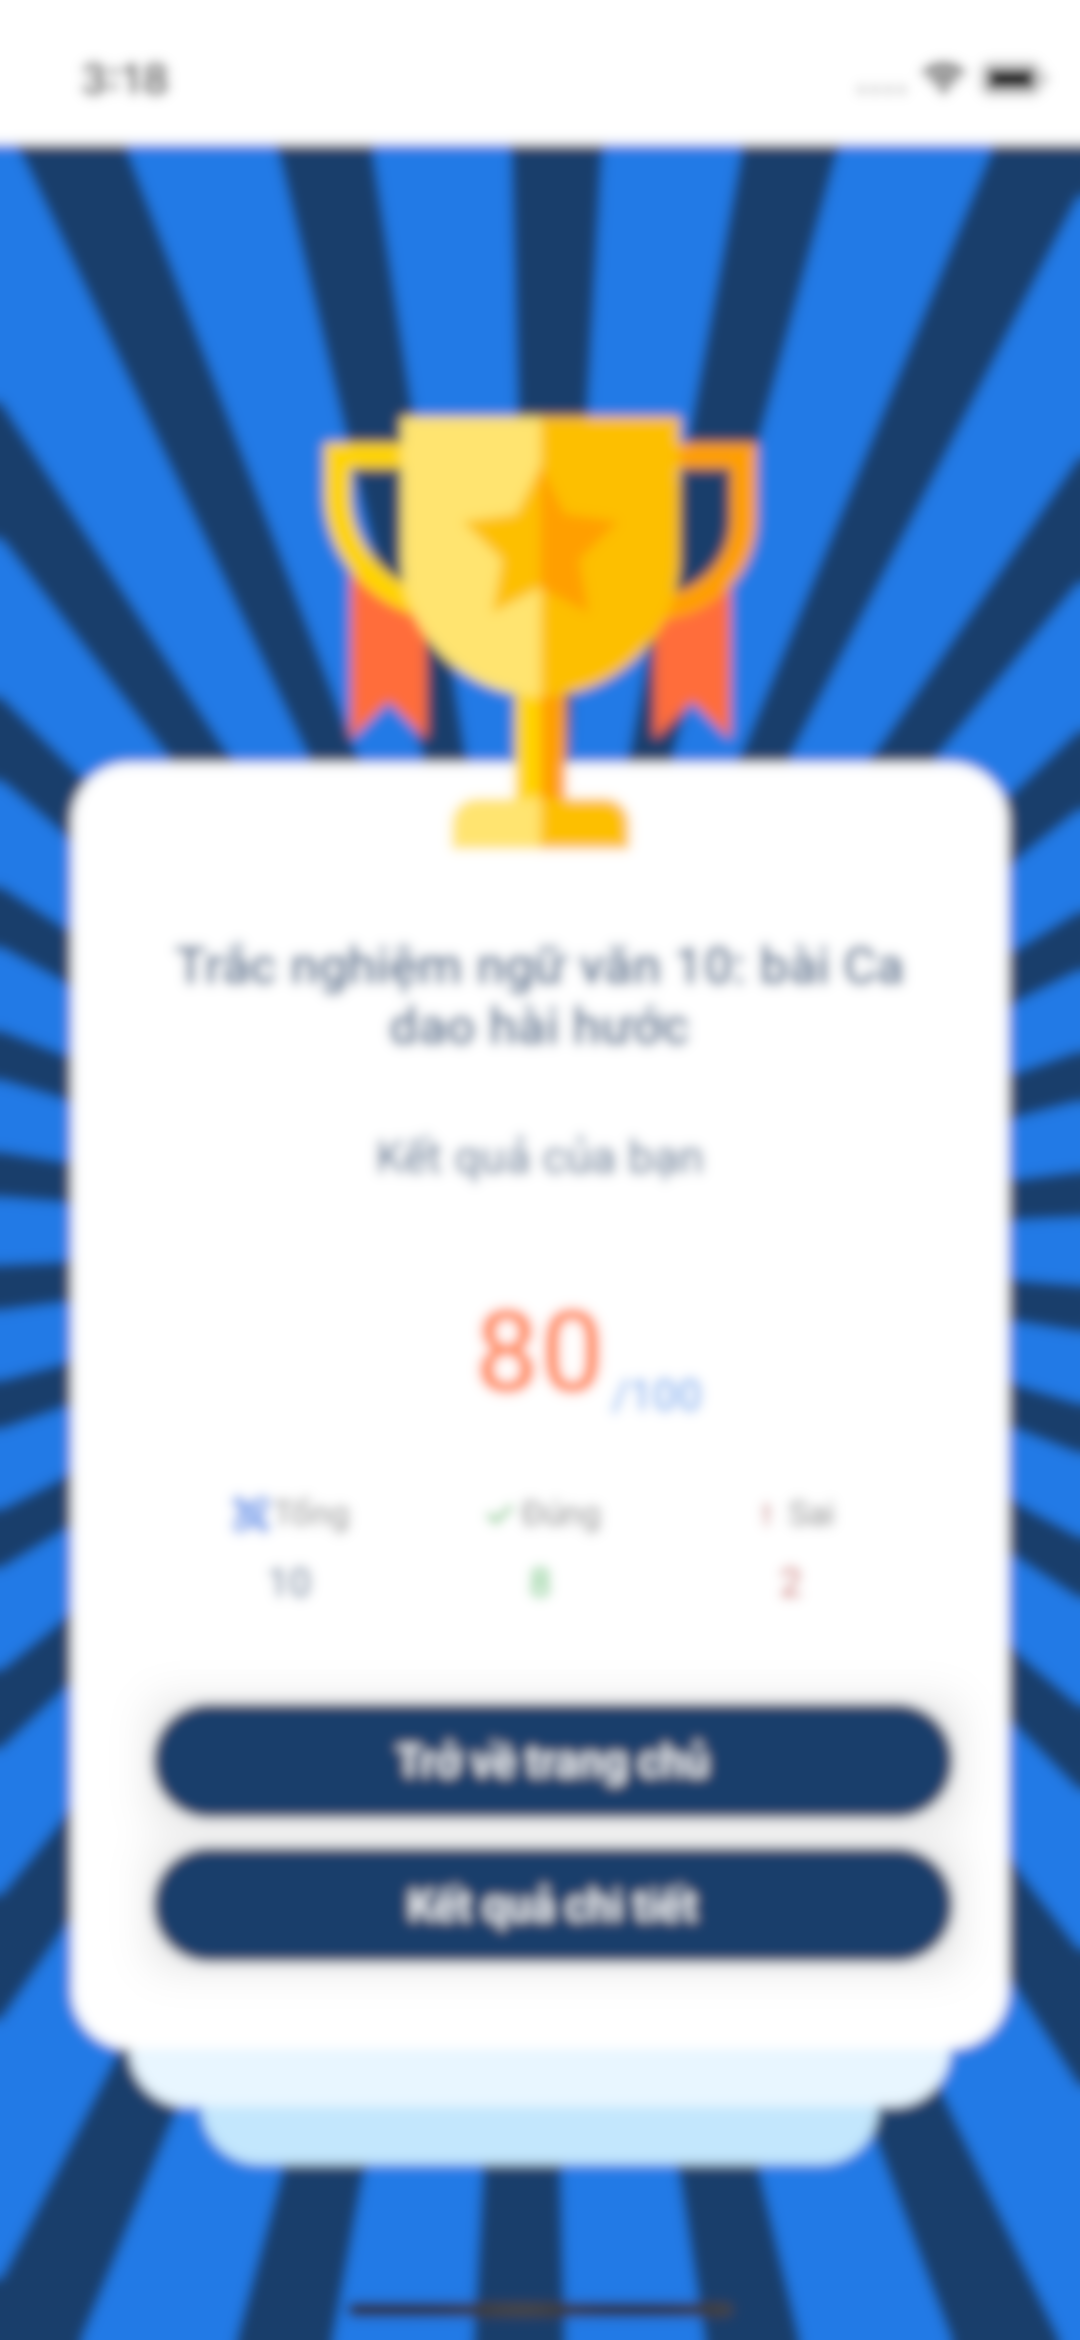 3:18
Trắc nghiệm ngữ văn 10: bài Ca
dao hài hước
Kết quả của bạn
80 /100
Tổng Đúng Sai
10 8 2
Trở về trang chủ
Kết quả chi tiết